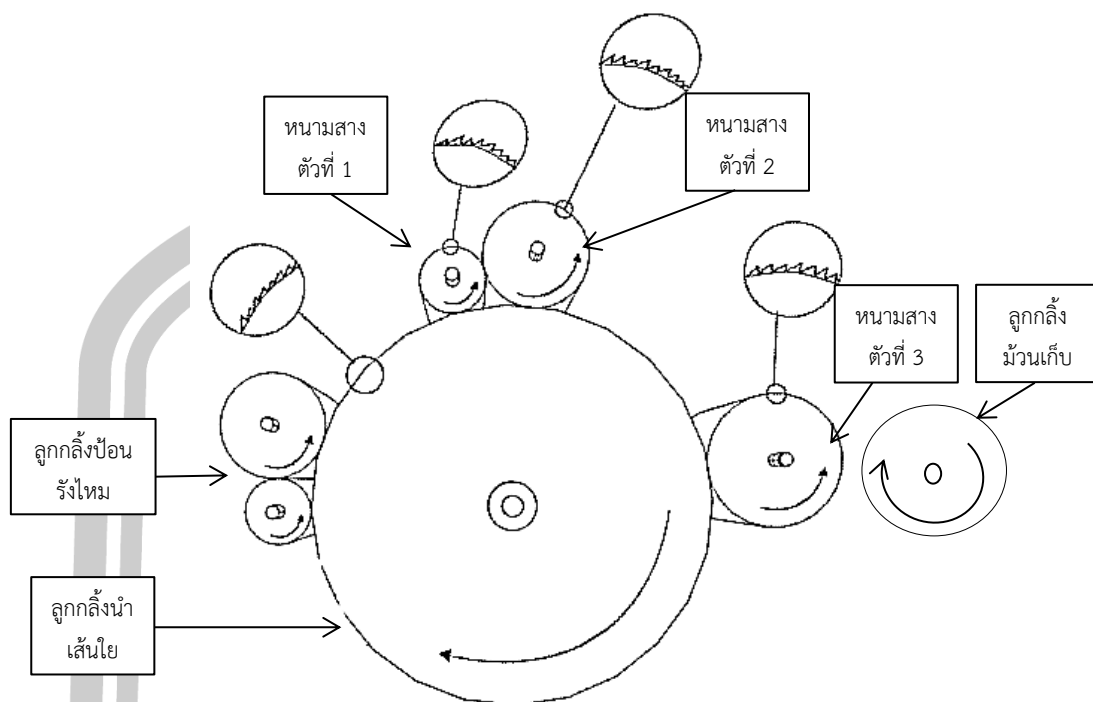 หนามสาง
ตัวที่ 1
หนามสาง
ตัวที่ 2
หนามสาง
ตัวที่ 3
ลูกกลิ้ง
ม้วนเก็บ
ลูกกลิ้งป้อน
รังไหม
ลูกกลิ้งนำ
เส้นใย